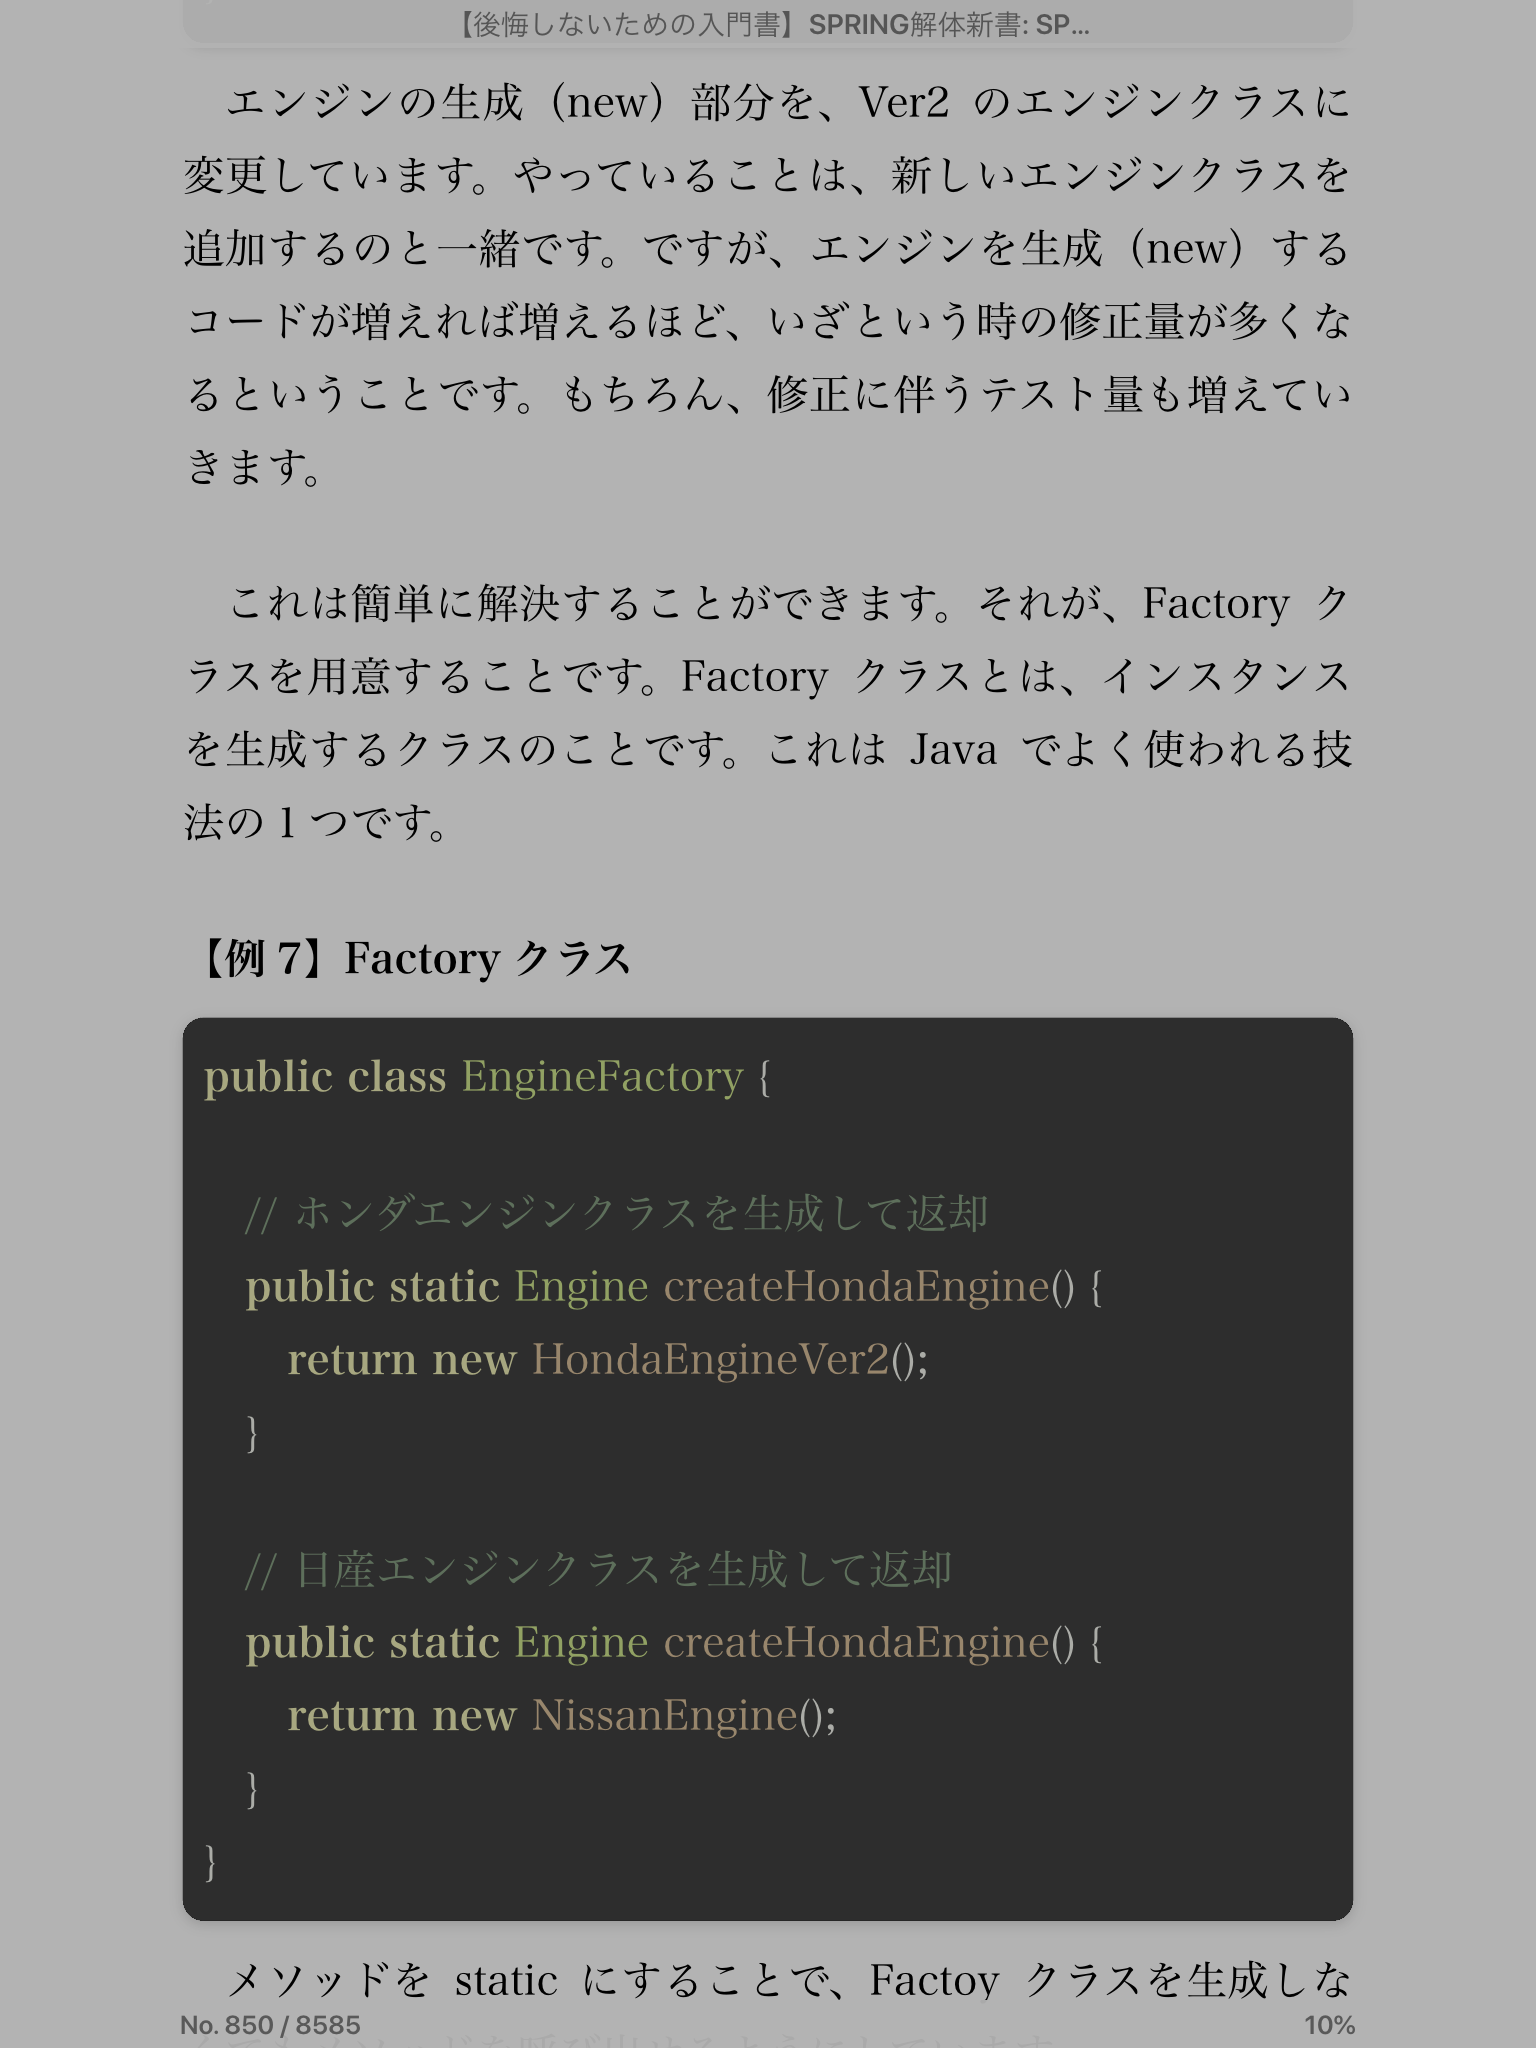 【後悔しないための入門書】SPRING解体新書: SP...
エンジンの生成（new）部分を、Ver2 のエンジンクラスに
変更しています。やっていることは、新しいエンジンクラスを
追加するのと一緒です。ですが、エンジンを生成（new）する
コードが増えれば増えるほど、いざという時の修正量が多くな
るということです。もちろん、修正に伴うテスト量も増えてい
きます。
これは簡単に解決することができます。それが、Factory ク
ラスを用意することです。Factory クラスとは、インスタンス
を生成するクラスのことです。これは Java でよく使われる技
法の 1 つです。
【例 7】Factory クラス
public class EngineFactory {
// ホンダエンジンクラスを生成して返却
public static Engine createHondaEngine() {
return new HondaEngineVer2();
}
// 日産エンジンクラスを生成して返却
public static Engine createHondaEngine() {
return new NissanEngine();
}
}
メソッドを static にすることで、Factoy クラスを生成しな
No. 850 / 8585
10%